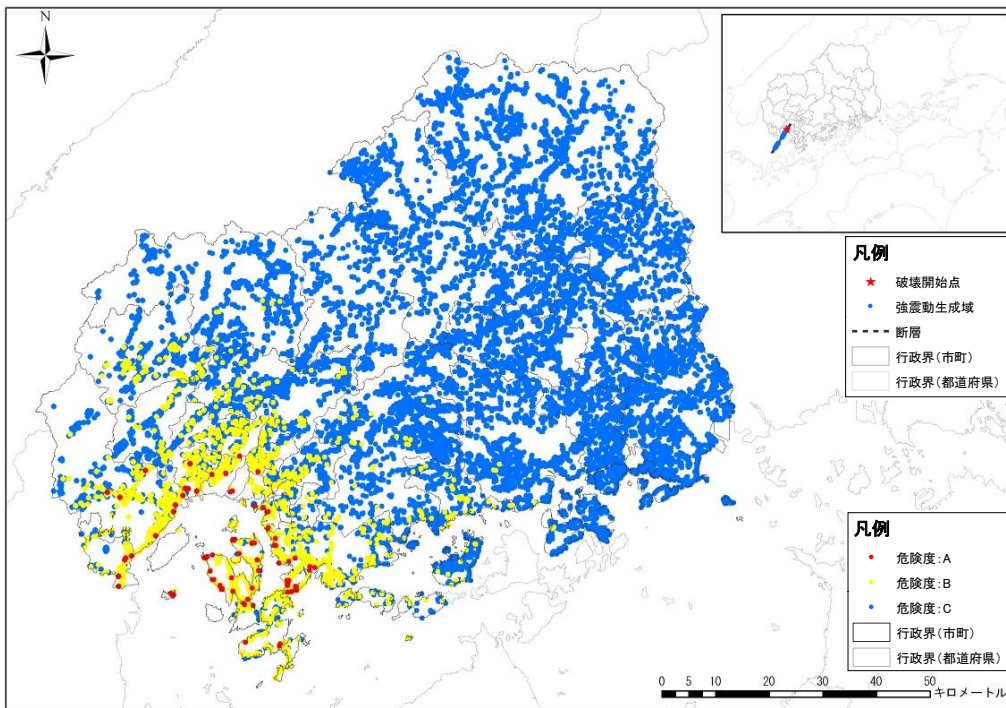 N
凡例
破壊開始点
強震動生成域
断層
行政界(市町)
行政界(都道府県)
凡例
危険度:A
危険度:B
危険度:C
行政界(市町)
行政界(都道府県)
0 5 10 20 30 40 50
キロメートル